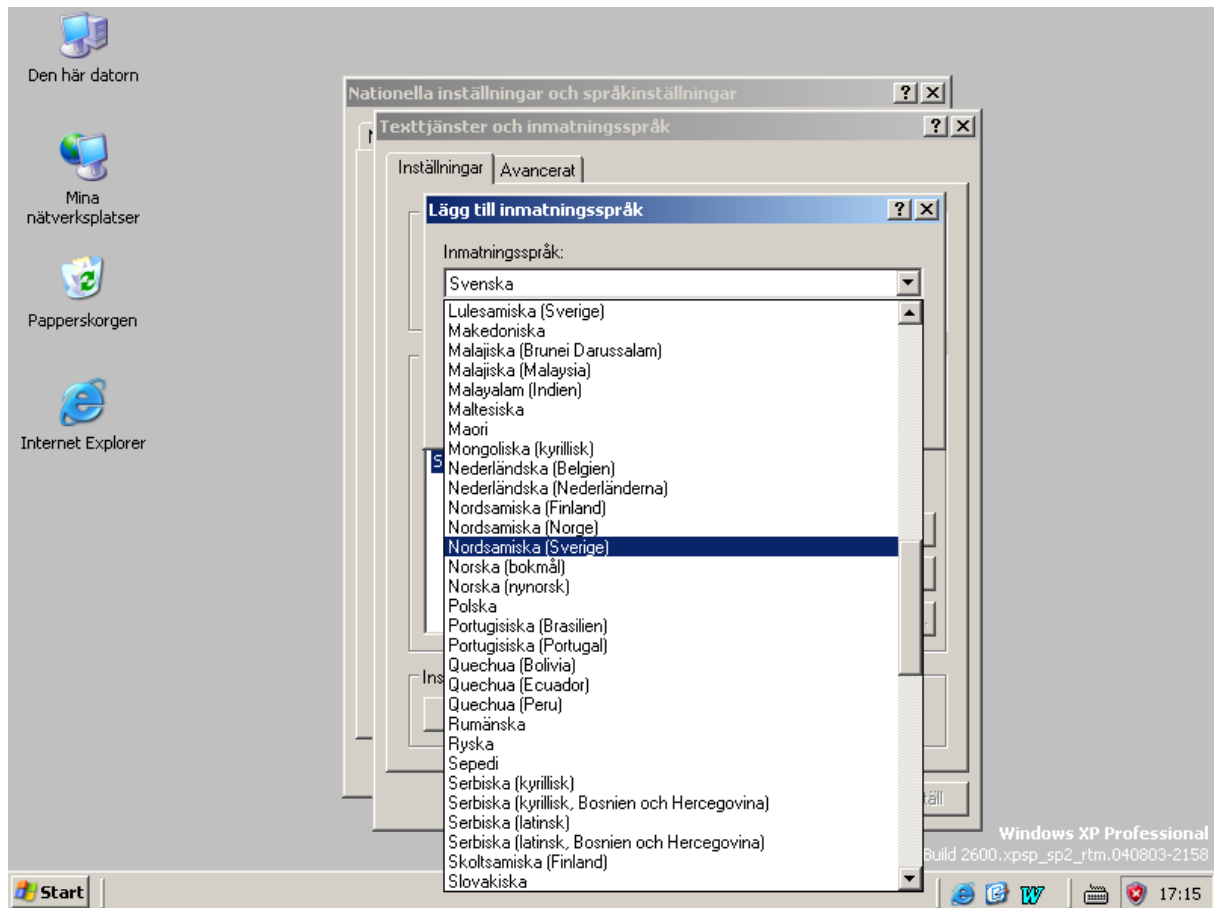 Den här datorn
Mina
nätverksplatser
Papperskorgen
Internet Explorer
Nationella inställningar och språkinställningar
Texttjänster och inmatningsspråk
Inställningar
Avancerat
Lägg till inmatningsspråk
Inmatningsspråk:
Svenska
Lulesamiska (Sverige)
Makedoniska
Malajiska (Brunei Darussalam)
Malajiska (Malaysia)
Malayalam (Indien)
Maltesiska
Maori
Mongoliska (kyrillisk)
Nederländska (Belgien)
Nederländska (Nederländerna)
Nordsamiska (Finland)
Nordsamiska (Norge)
Nordsamiska (Sverige)
Norska (bokmål)
Norska (nynorsk)
Polska
Portugisiska (Brasilien)
Portugisiska (Portugal)
Quechua (Bolivia)
Quechua (Ecuador)
Quechua (Peru)
Rumänska
Ryska
Sepedi
Serbiska (kyrillisk)
Serbiska (kyrillisk, Bosnien och Hercegovina)
Serbiska (latinsk)
Serbiska (latinsk, Bosnien och Hercegovina)
Skoltsamiska (Finland)
Slovakiska
Windows XP Professional
Build 2600.xpsp_sp2_rtm.040803-2158
Start
17:15